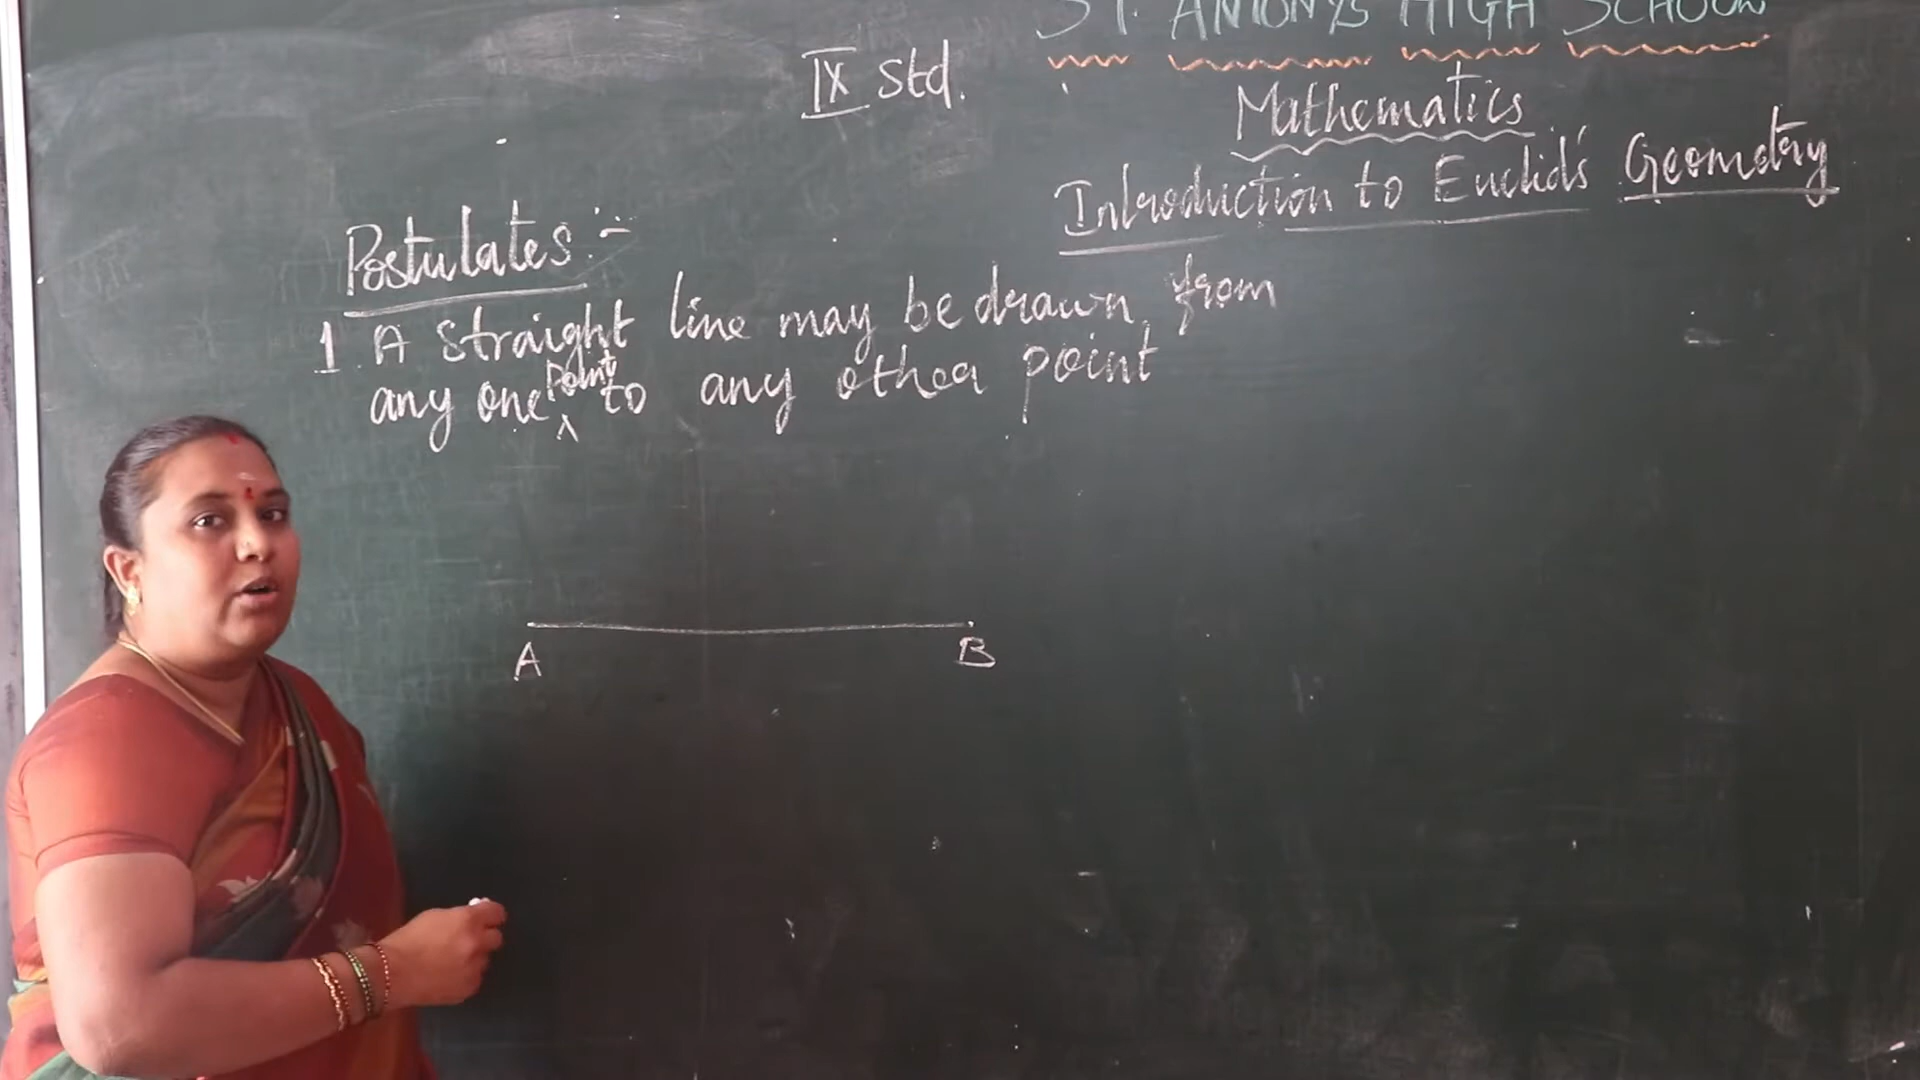 ST. ANTONYS HIGH SCHOOL
IX Std.
Mathematics
Introduction to Euclid's Geometry
Postulates :-
1. A straight line may be drawn from
any one point to any other point
A B